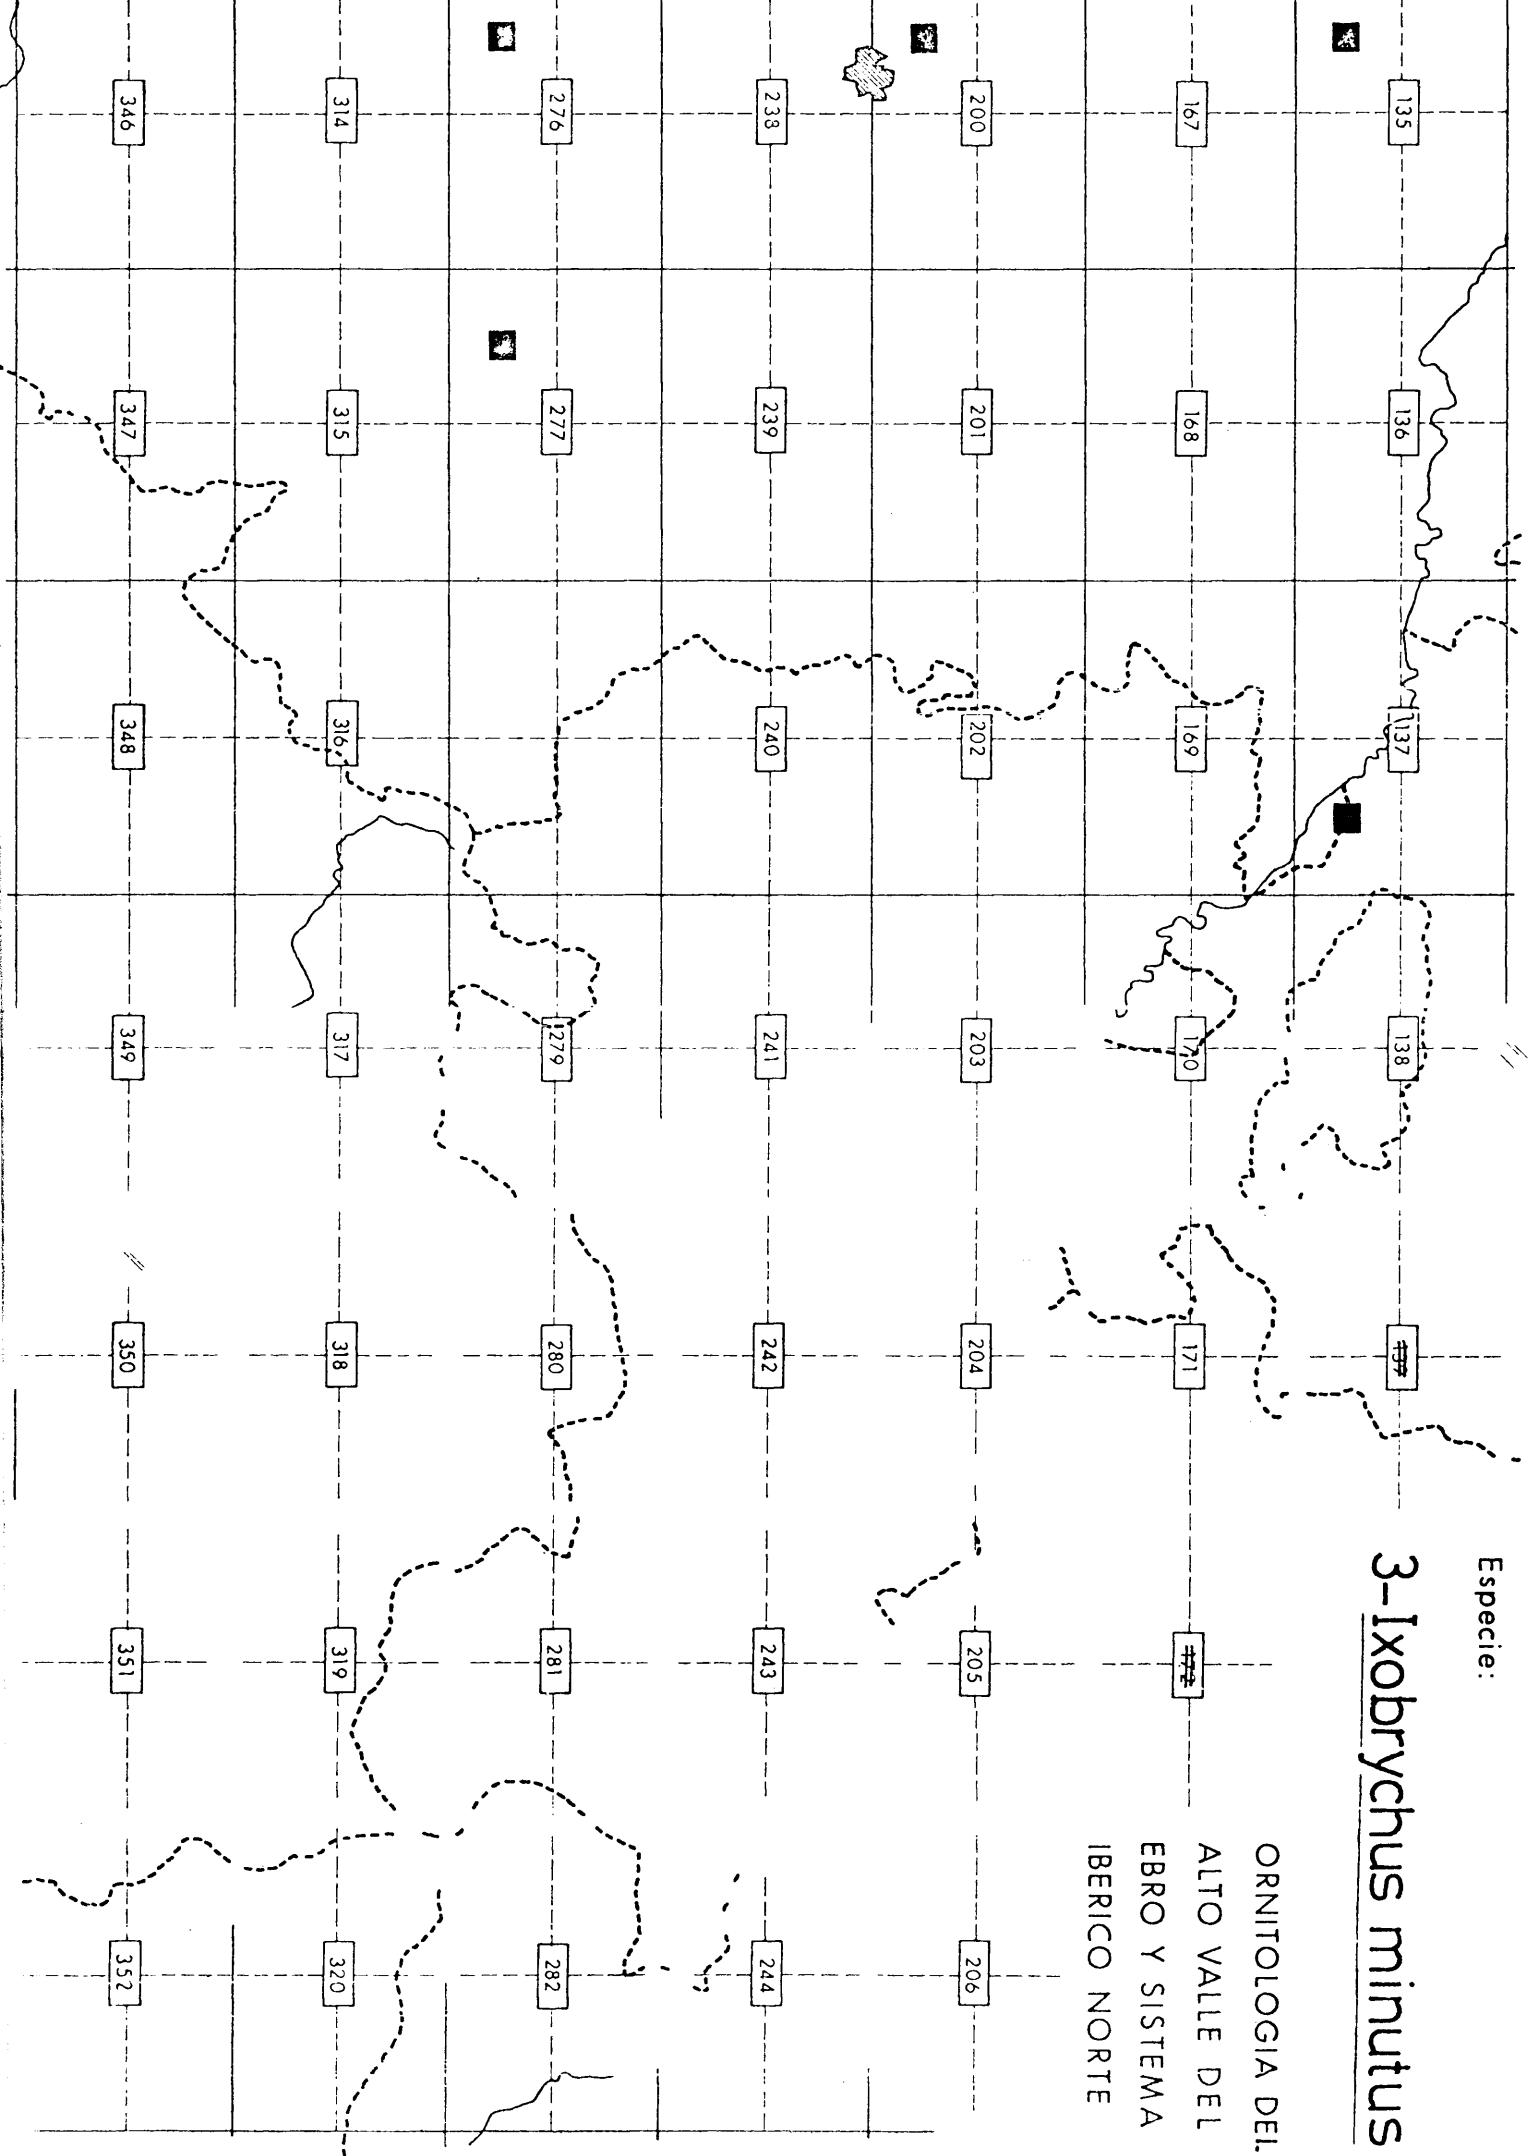 Especie:
3-Ixobrychus minutus
ORNITOLOGIA DEL
ALTO VALLE DEL
EBRO Y SISTEMA
IBERICO NORTE
135 136 137 138 139
167 168 169 170 171 172
200 201 202 203 204 205 206
238 239 240 241 242 243 244
276 277 279 280 281 282
314 315 316 317 318 319 320
346 347 348 349 350 351 352